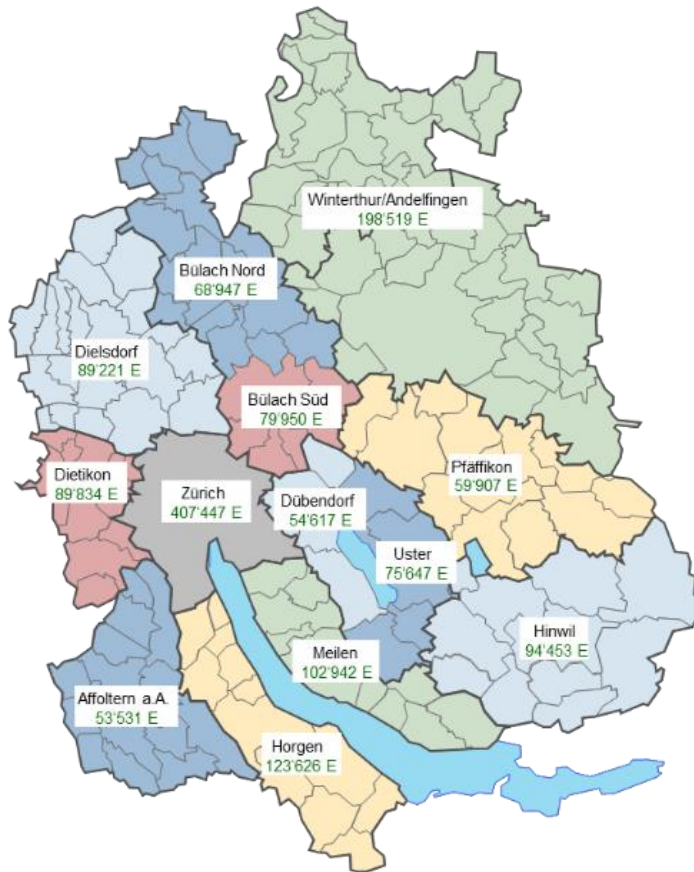 Winterthur/Andelfingen
198'519 E
Bülach Nord
68'947 E
Dielsdorf
89'221 E
Bülach Süd
79'950 E
Pfäffikon
59'907 E
Dietikon
89'834 E
Zürich
407'447 E
Dübendorf
54'617 E
Uster
75'647 E
Hinwil
94'453 E
Meilen
102'942 E
Affoltern a.A.
53'531 E
Horgen
123'626 E